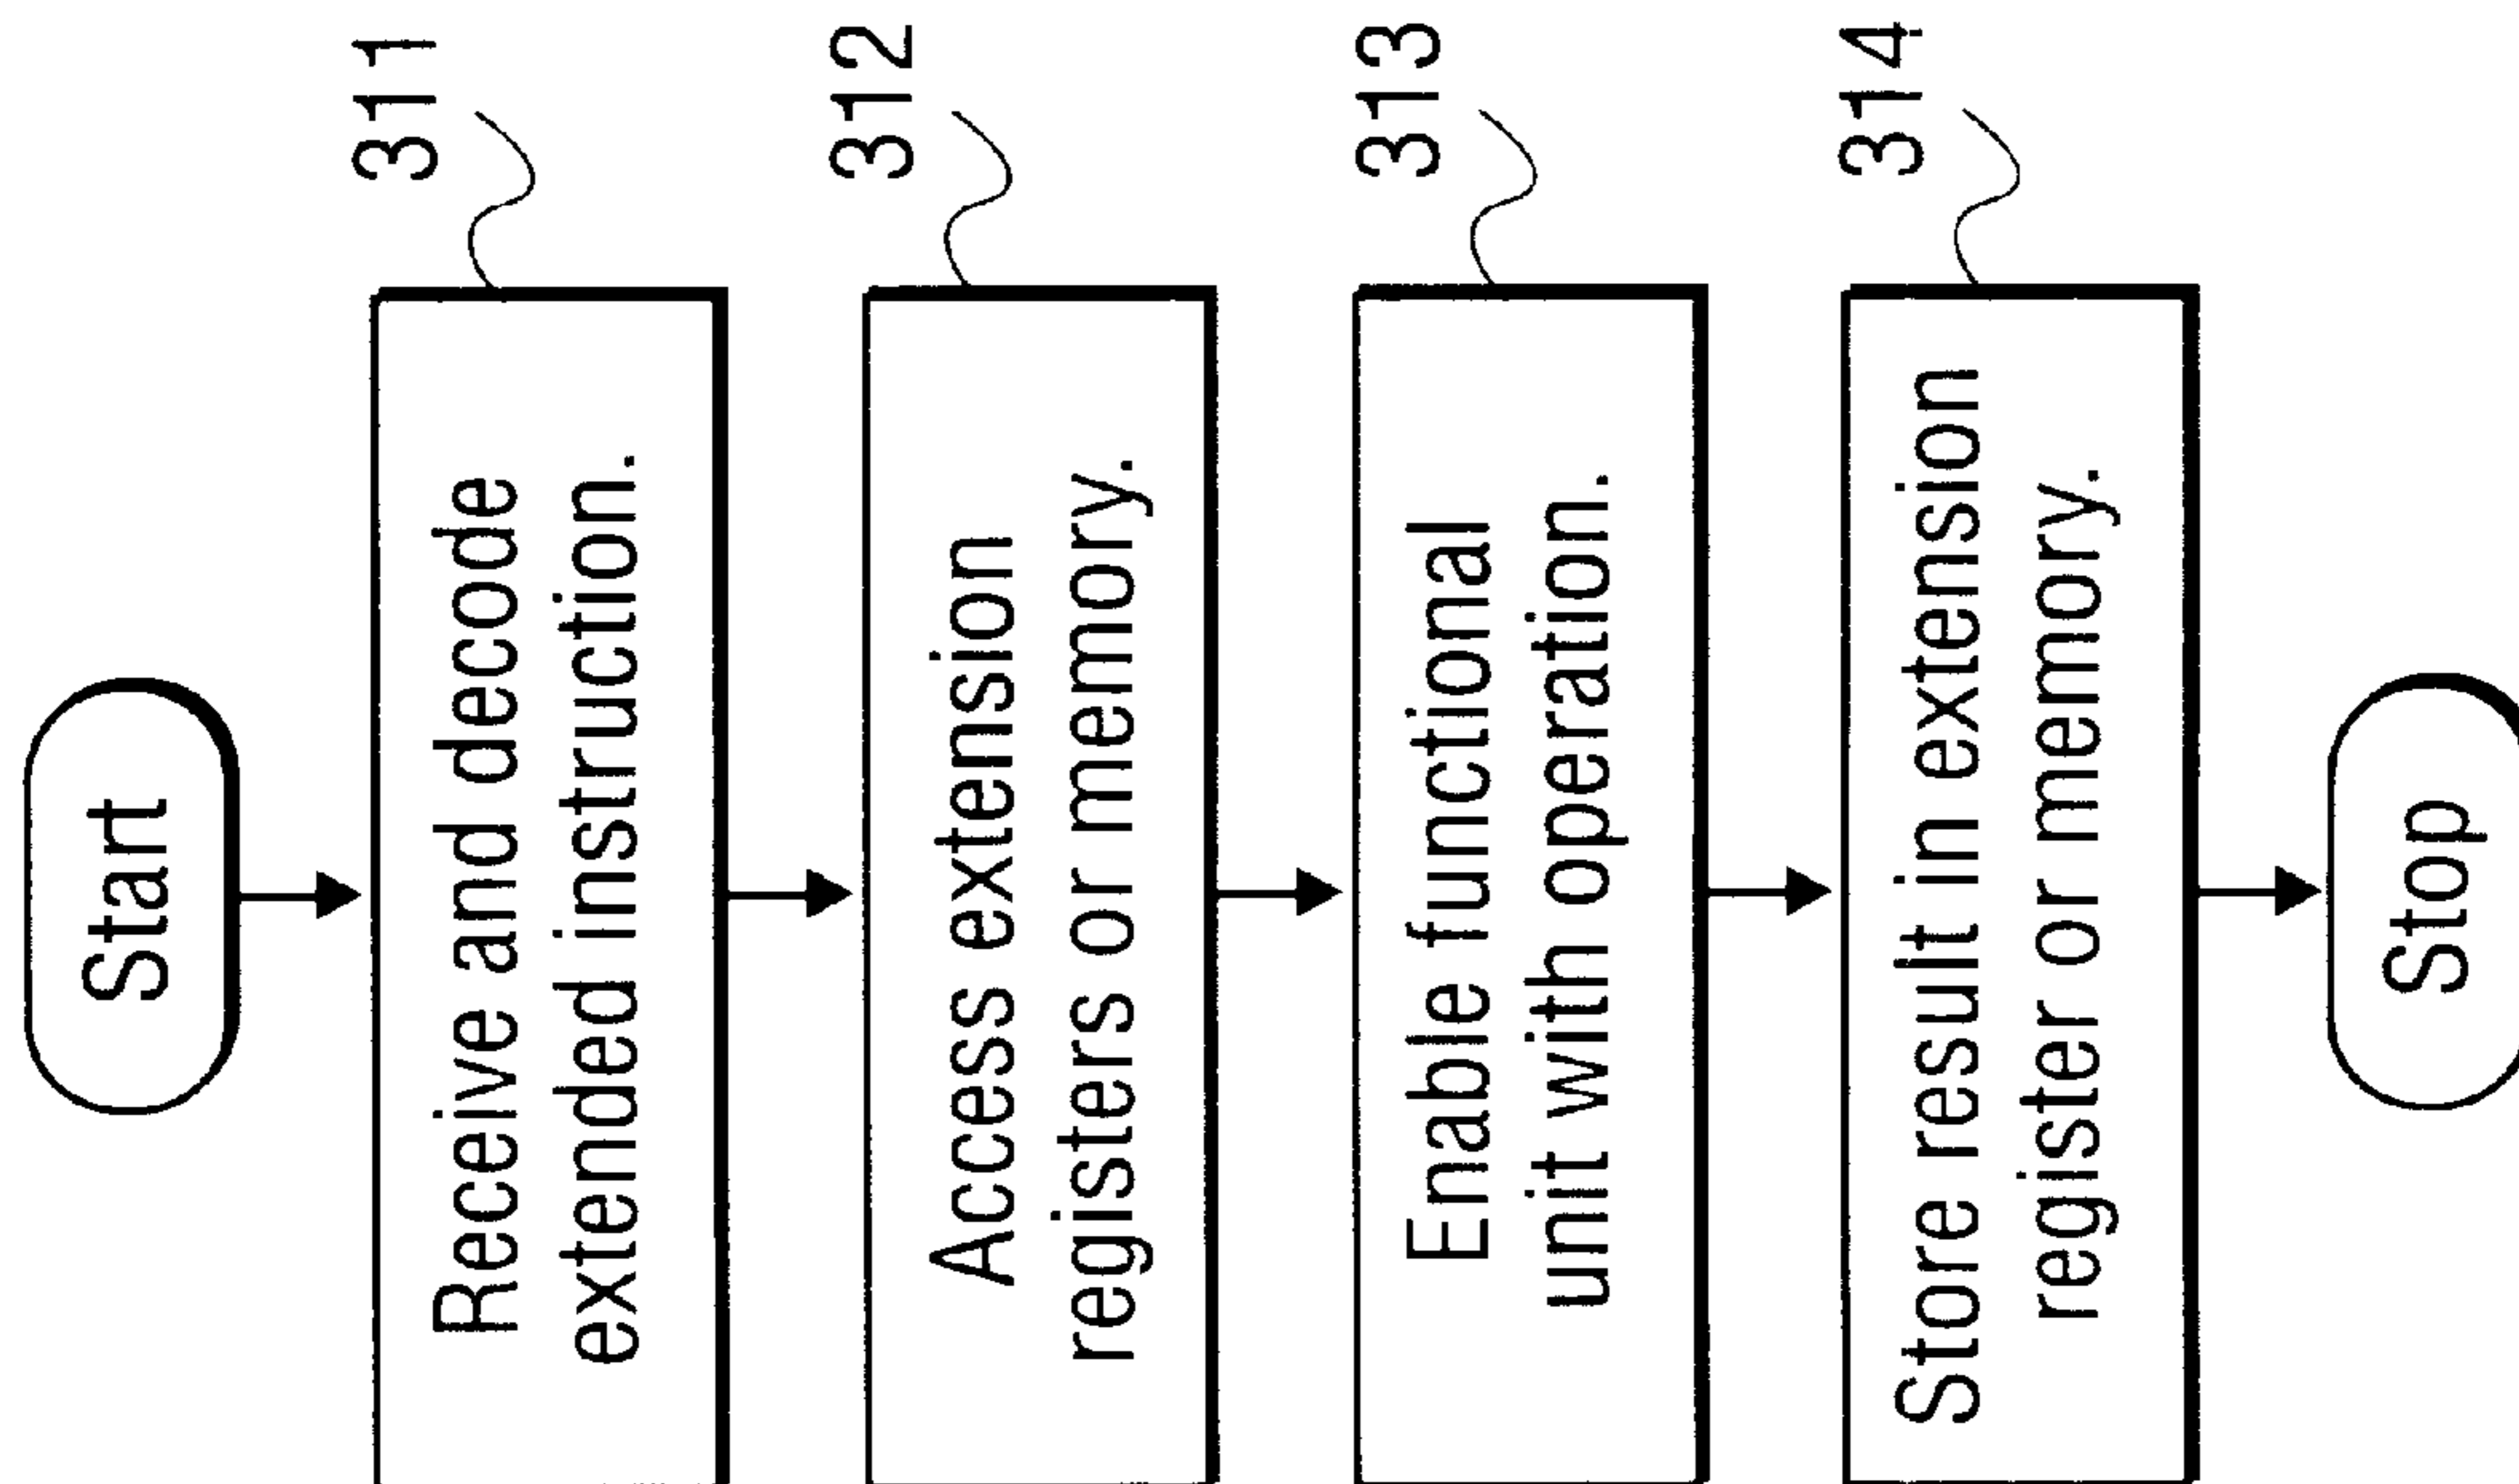 Start
311
Receive and decode
extended instruction.
312
Access extension
registers or memory.
313
Enable functional
unit with operation.
314
Store result in extension
register or memory.
Stop